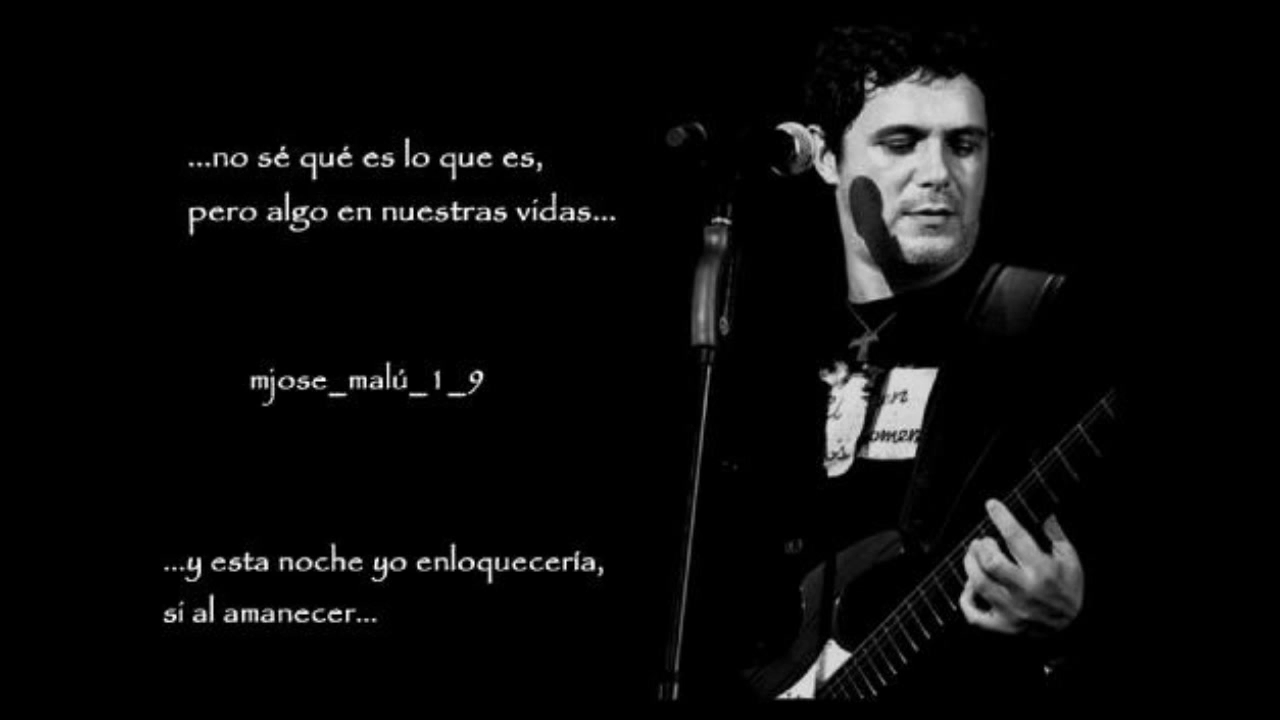 ...no sé qué es lo que es,
pero algo en nuestras vidas...
mjose_malú_1_9
...y esta noche yo enloquecería,
si al amanecer...